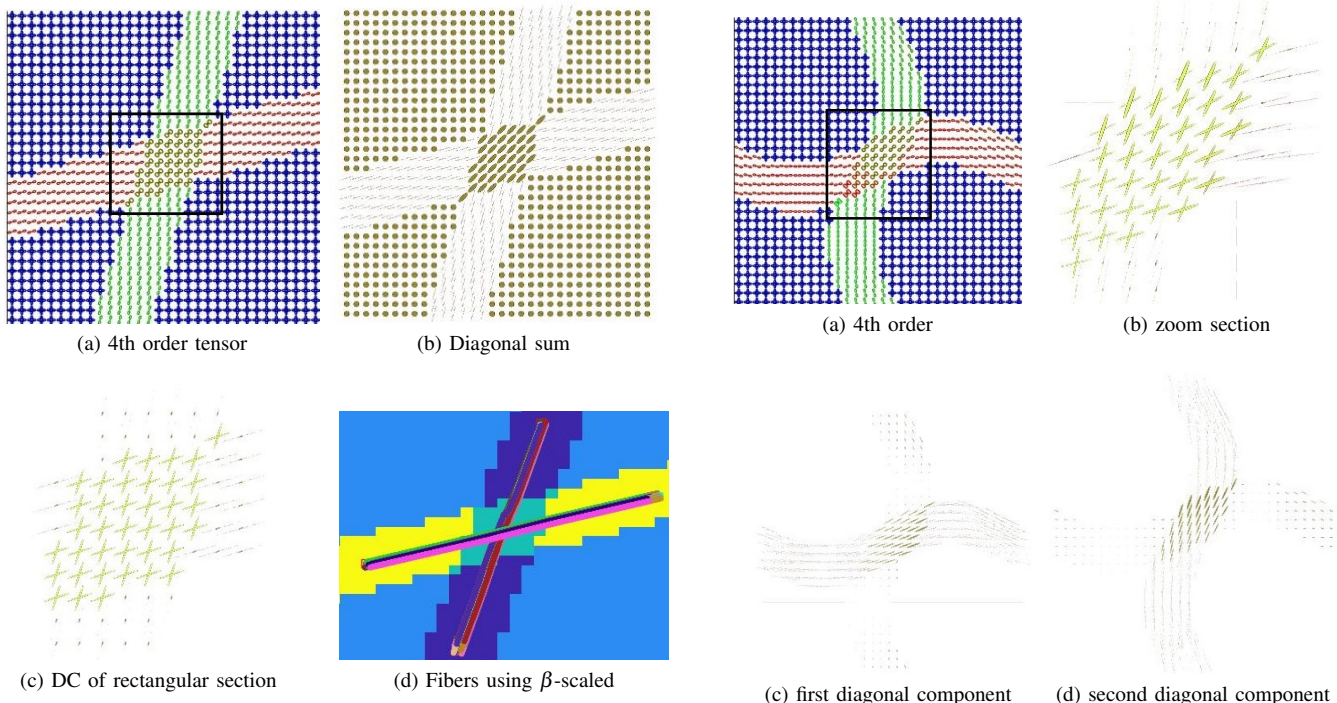 (a) 4th order tensor
(b) Diagonal sum
(c) DC of rectangular section
(d) Fibers using β-scaled
(a) 4th order
(b) zoom section
(c) first diagonal component
(d) second diagonal component